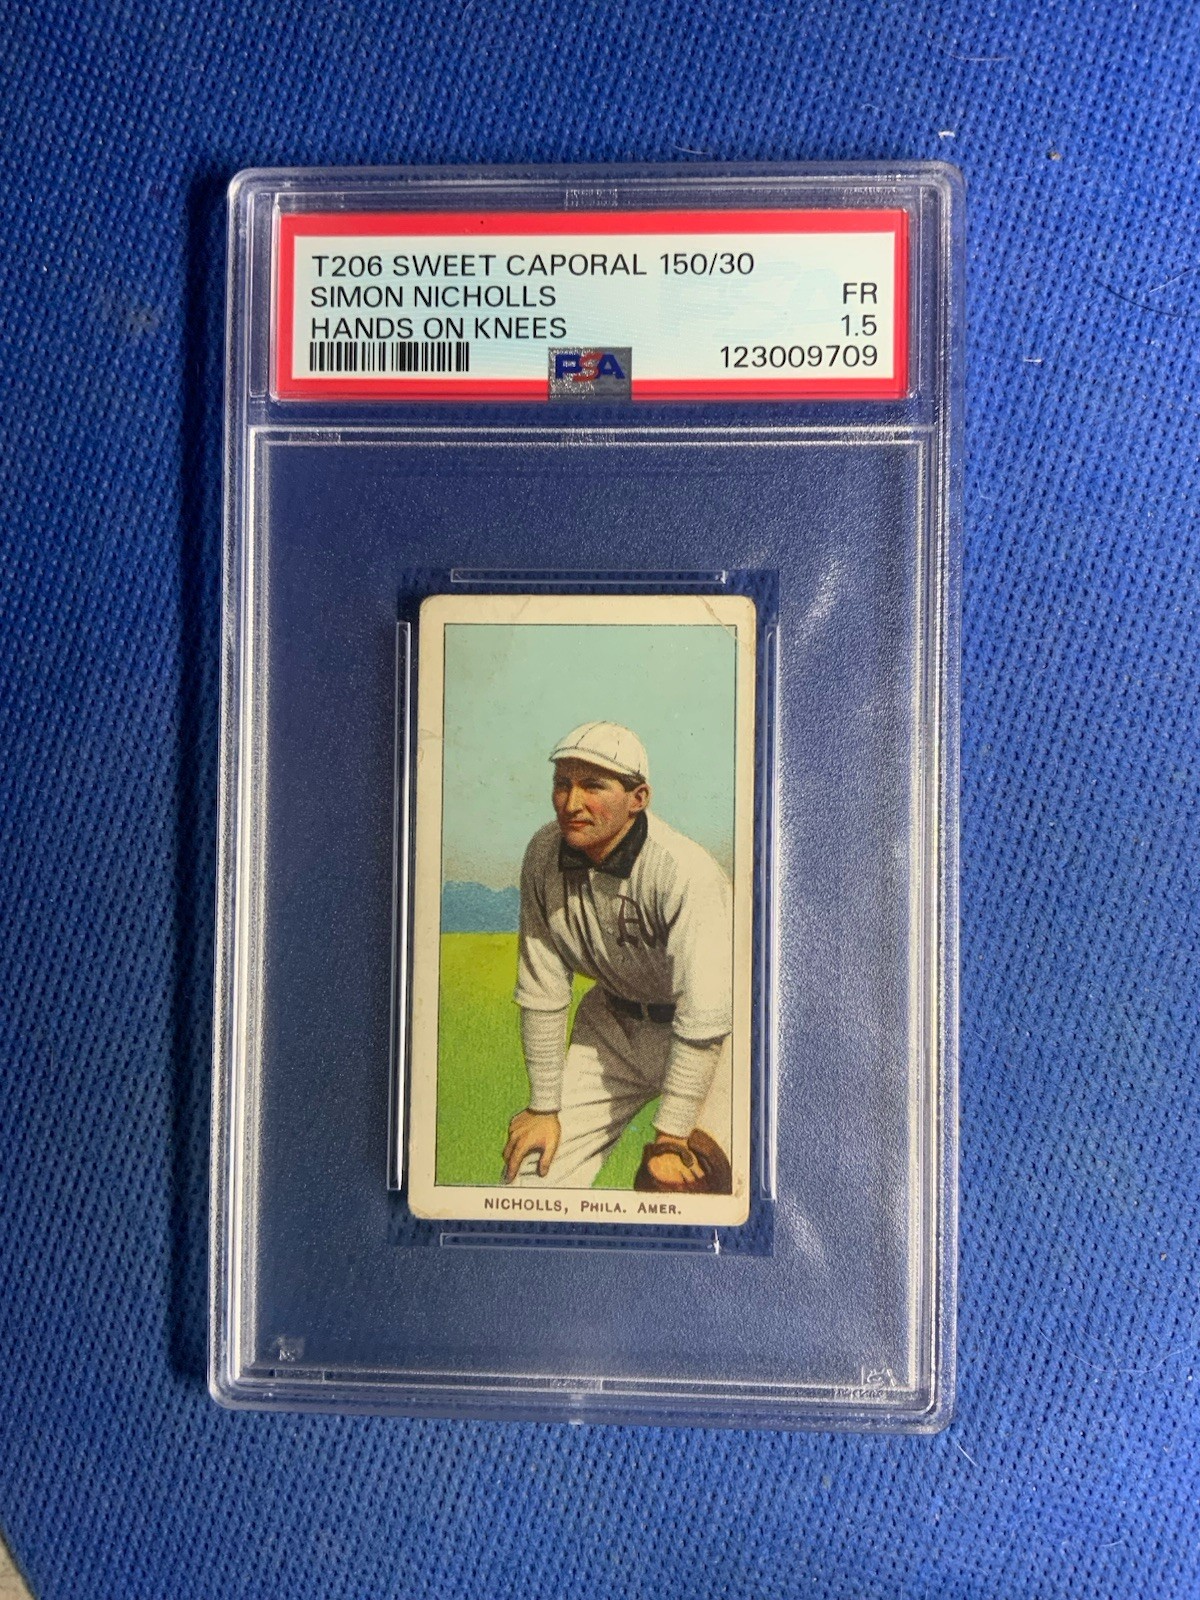 T206 SWEET CAPORAL 150/30
SIMON NICHOLLS FR
HANDS ON KNEES 1.5
123009709
PSA
A
NICHOLLS, PHILA. AMER.